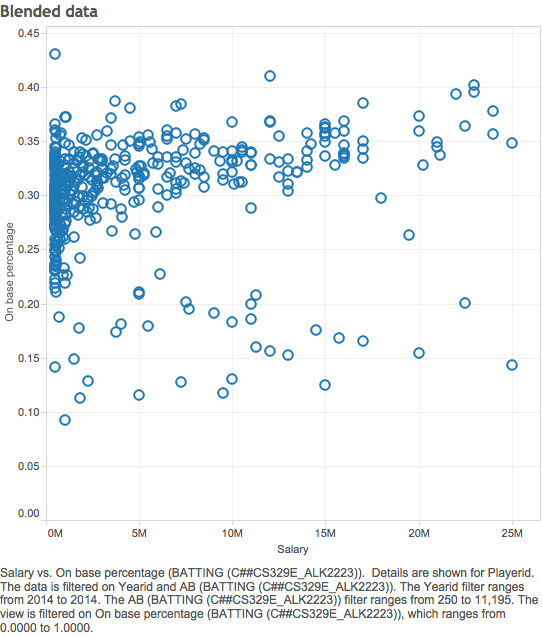 Blended data
0.45
0.40
0.35
0.30
0.25
0.20
0.15
0.10
0.05
0.00
On base percentage
0M 5M 10M 15M 20M 25M
Salary
Salary vs. On base percentage (BATTING (C##CS329E_ALK2223)).  Details are shown for Playerid.
The data is filtered on Yearid and AB (BATTING (C##CS329E_ALK2223)). The Yearid filter ranges
from 2014 to 2014. The AB (BATTING (C##CS329E_ALK2223)) filter ranges from 250 to 11,195. The
view is filtered on On base percentage (BATTING (C##CS329E_ALK2223)), which ranges from
0.0000 to 1.0000.